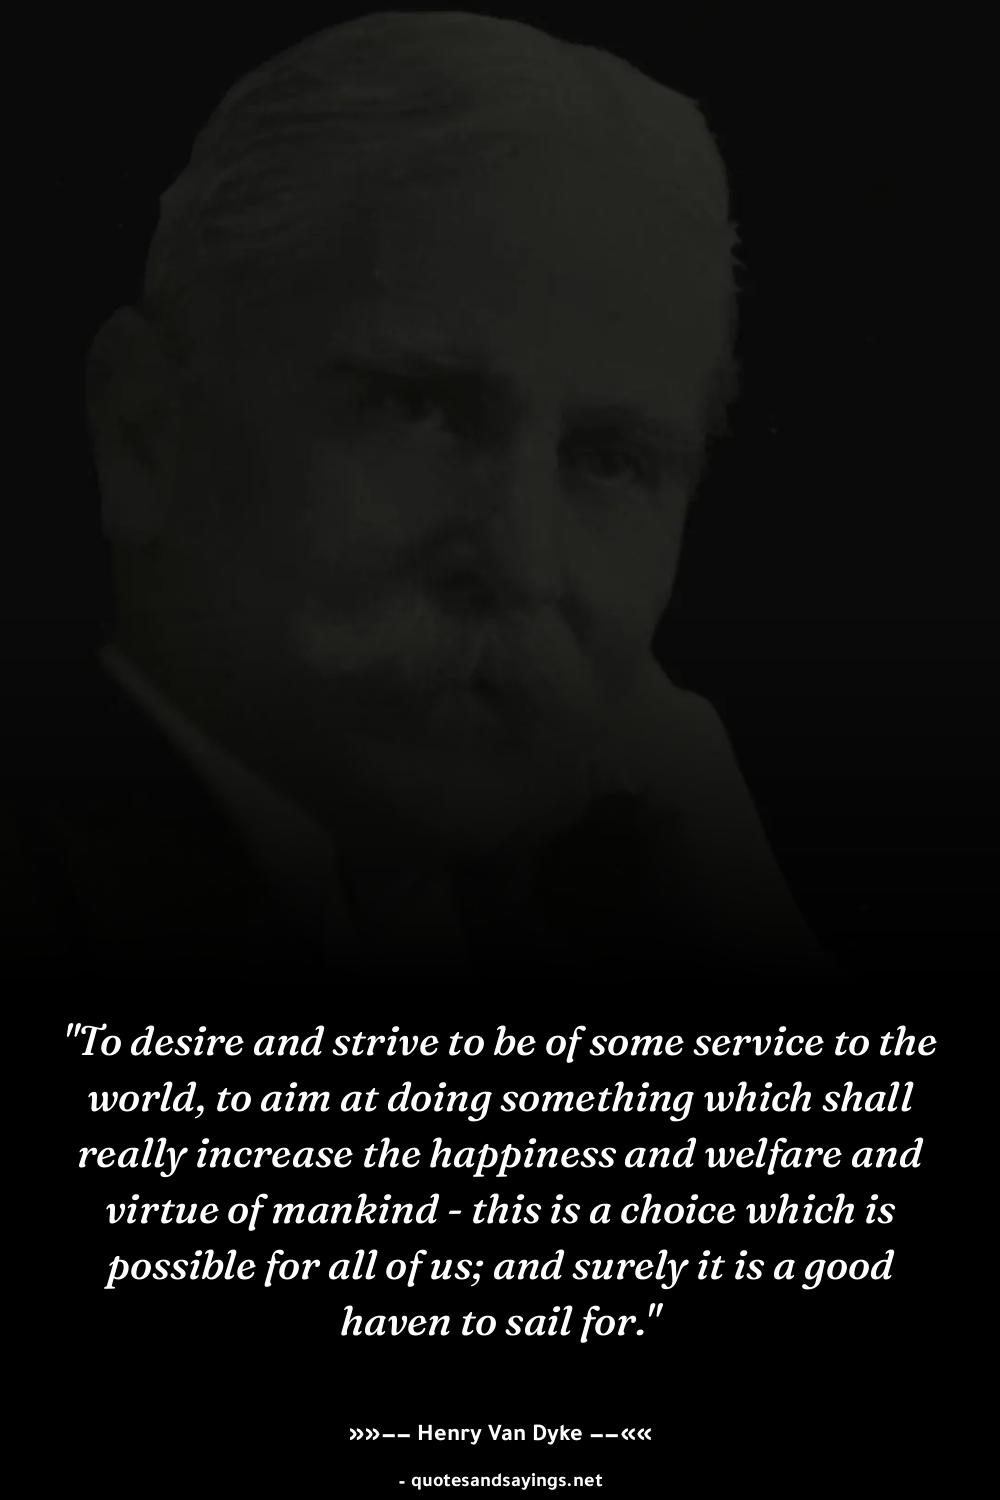 "To desire and strive to be of some service to the
world, to aim at doing something which shall
really increase the happiness and welfare and
virtue of mankind - this is a choice which is
possible for all of us; and surely it is a good
haven to sail for."
»»−− Henry Van Dyke −−««
- quotesandsayings.net